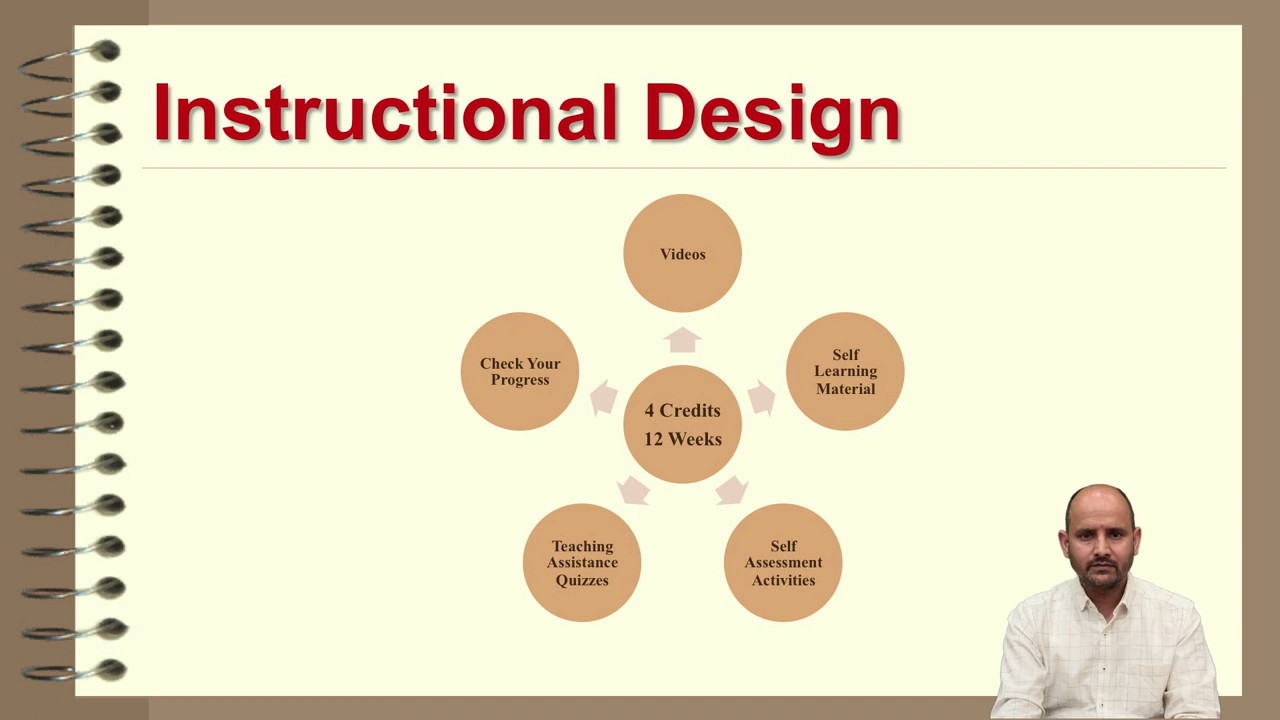 Instructional Design
Videos
Check Your
Progress
Self
Learning
Material
4 Credits
12 Weeks
Teaching
Assistance
Quizzes
Self
Assessment
Activities